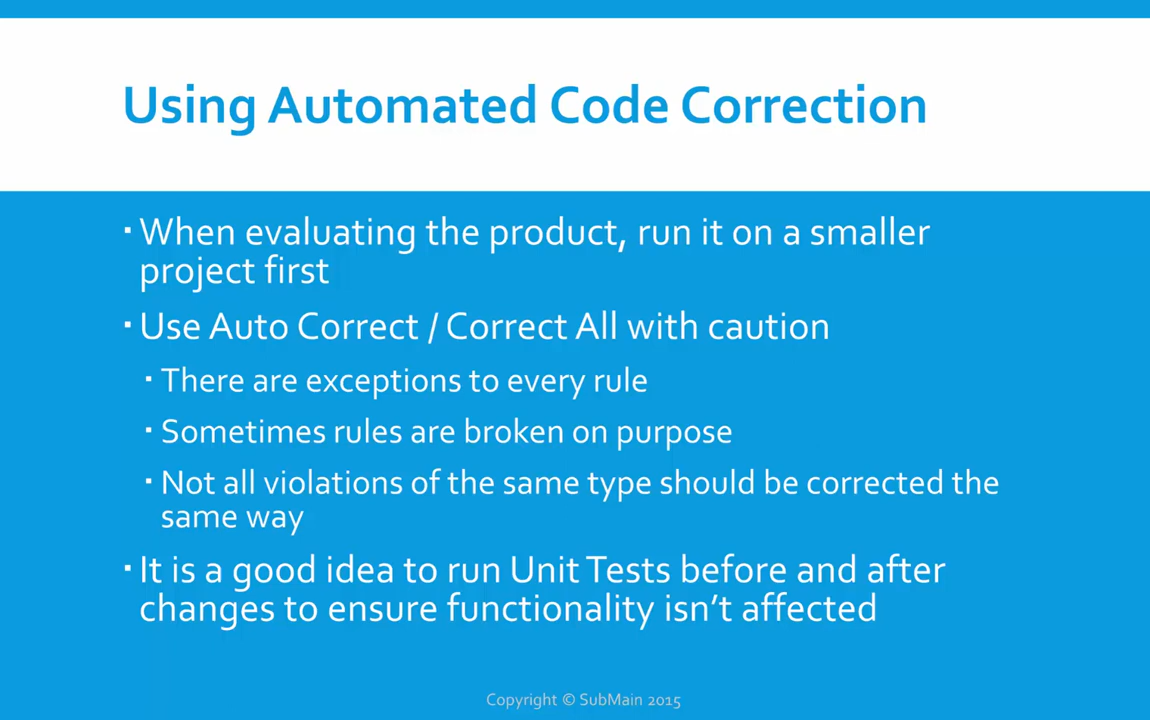 Using Automated Code Correction
▪ When evaluating the product, run it on a smaller
project first
▪ Use Auto Correct / Correct All with caution
▪ There are exceptions to every rule
▪ Sometimes rules are broken on purpose
▪ Not all violations of the same type should be corrected the
same way
▪ It is a good idea to run Unit Tests before and after
changes to ensure functionality isn’t affected
Copyright © SubMain 2015